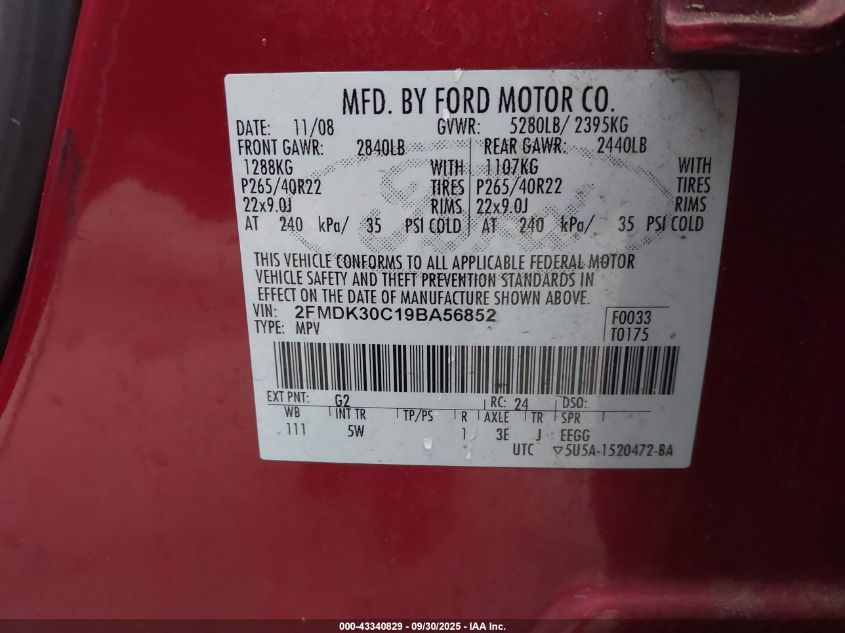 MFD. BY FORD MOTOR CO.
DATE: 11/08 GVWR: 5280LB/ 2395KG
FRONT GAWR: 2840LB REAR GAWR: 2440LB
1288KG WITH 1107KG WITH
P265/40R22 TIRES P265/40R22 TIRES
22x9.0J RIMS 22x9.0J RIMS
AT 240 kPa/ 35 PSI COLD AT 240 kPa/ 35 PSI COLD
THIS VEHICLE CONFORMS TO ALL APPLICABLE FEDERAL MOTOR
VEHICLE SAFETY AND THEFT PREVENTION STANDARDS IN
EFFECT ON THE DATE OF MANUFACTURE SHOWN ABOVE.
VIN: 2FMDK30C19BA56852 F0033
TYPE: MPV T0175
EXT PNT: G2 RC: 24 DSO:
WB INT TR TP/PS R AXLE TR SPR
111 5W 1 3E J EEGG
UTC ▽5U5A-1520472-BA
000-43340829 - 09/30/2025 - IAA Inc.